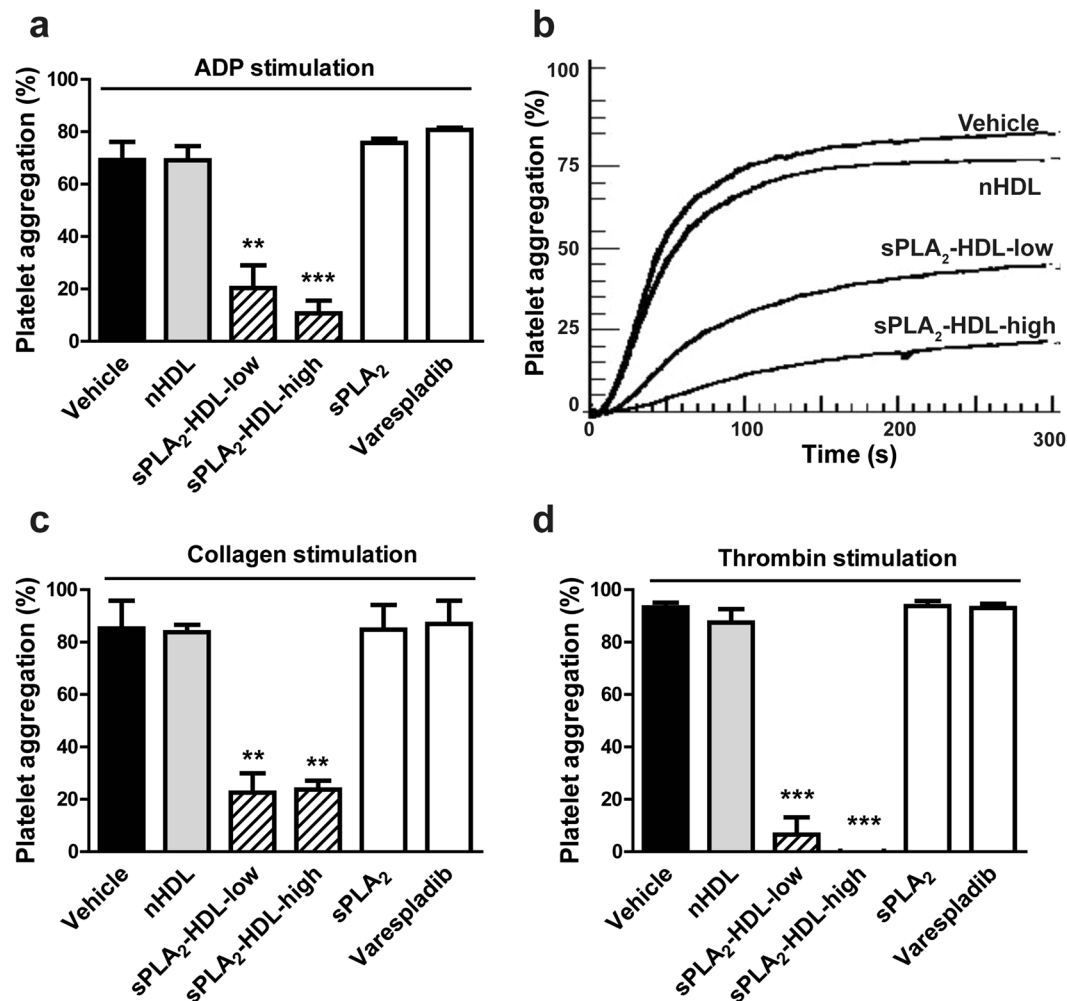 a
ADP stimulation
Platelet aggregation (%)
100
80
60
40
20
0
**
***
Vehicle
nHDL
sPLA₂-HDL-low
sPLA₂-HDL-high
sPLA₂
Varespladib
b
Platelet aggregation (%)
100
75
50
25
0
Vehicle
nHDL
sPLA₂-HDL-low
sPLA₂-HDL-high
0
100
200
300
Time (s)
c
Collagen stimulation
Platelet aggregation (%)
100
80
60
40
20
0
**
**
Vehicle
nHDL
sPLA₂-HDL-low
sPLA₂-HDL-high
sPLA₂
Varespladib
d
Thrombin stimulation
Platelet aggregation (%)
100
80
60
40
20
0
***
***
Vehicle
nHDL
sPLA₂-HDL-low
sPLA₂-HDL-high
sPLA₂
Varespladib